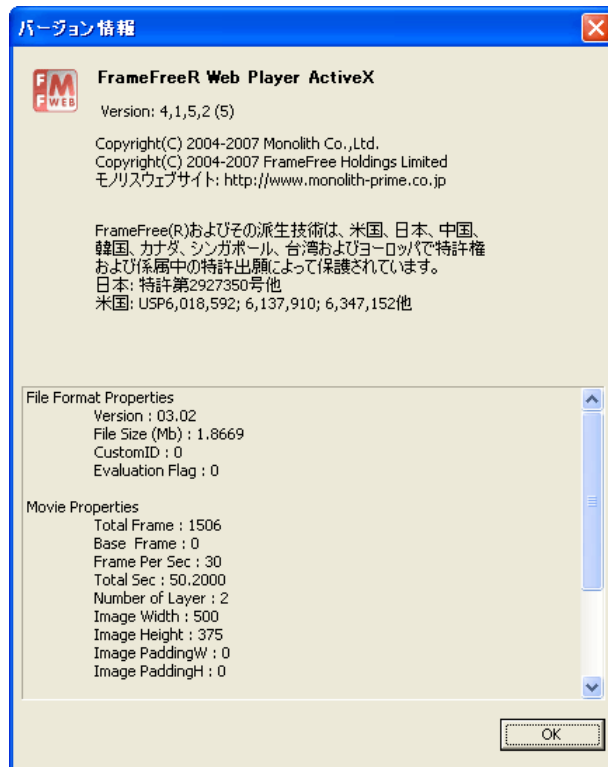 バージョン情報
F M
F WEB
FrameFreeR Web Player ActiveX
Version: 4,1,5,2 (5)
Copyright(C) 2004-2007 Monolith Co.,Ltd.
Copyright(C) 2004-2007 FrameFree Holdings Limited
モノリスウェブサイト: http://www.monolith-prime.co.jp
FrameFree(R)およびその派生技術は、米国、日本、中国、
韓国、カナダ、シンガポール、台湾およびヨーロッパで特許権
および係属中の特許出願によって保護されています。
日本: 特許第2927350号他
米国: USP6,018,592; 6,137,910; 6,347,152他
File Format Properties
Version : 03.02
File Size (Mb) : 1.8669
CustomID : 0
Evaluation Flag : 0
Movie Properties
Total Frame : 1506
Base Frame : 0
Frame Per Sec : 30
Total Sec : 50.2000
Number of Layer : 2
Image Width : 500
Image Height : 375
Image PaddingW : 0
Image PaddingH : 0
OK